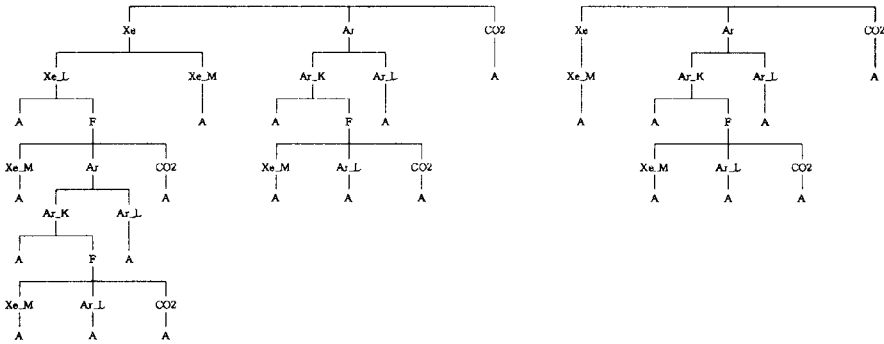 Xe Ar CO2 Xe Ar CO2
Xe_L Xe_M Ar_K Ar_L A Xe_M Ar_K Ar_L A
A F A A F A A A F A
Xe_M Ar CO2 Xe_M Ar_L CO2 Xe_M Ar_L CO2
A A A A A A A A
Ar_K Ar_L
A F A
Xe_M Ar_L CO2
A A A